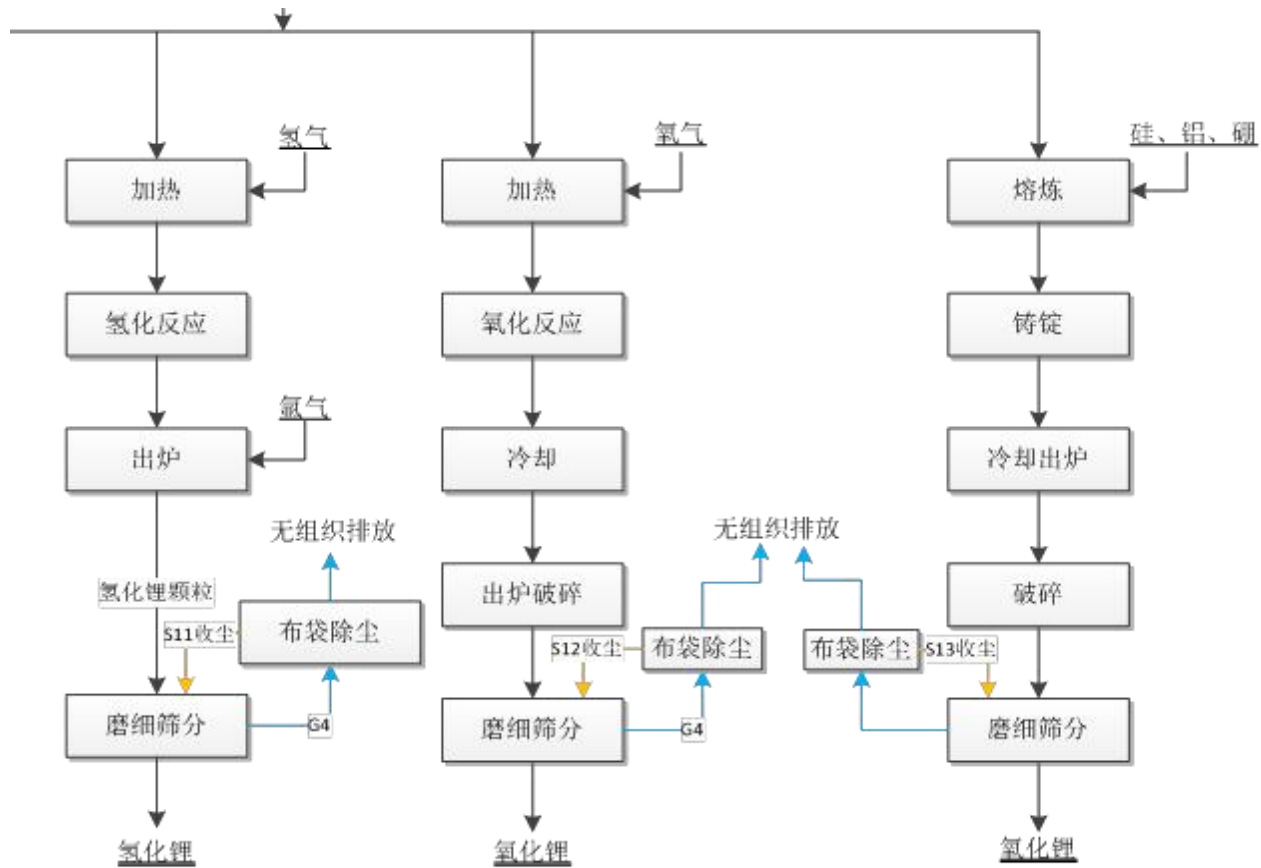 氢气
氧气
硅、铝、硼
加热
加热
熔炼
氢化反应
氧化反应
铸锭
氩气
出炉
冷却
冷却出炉
无组织排放
无组织排放
氢化锂颗粒
出炉破碎
破碎
S11收尘
布袋除尘
S12收尘
布袋除尘
布袋除尘
S13收尘
磨细筛分
G4
磨细筛分
G4
磨细筛分
氢化锂
氧化锂
氧化锂